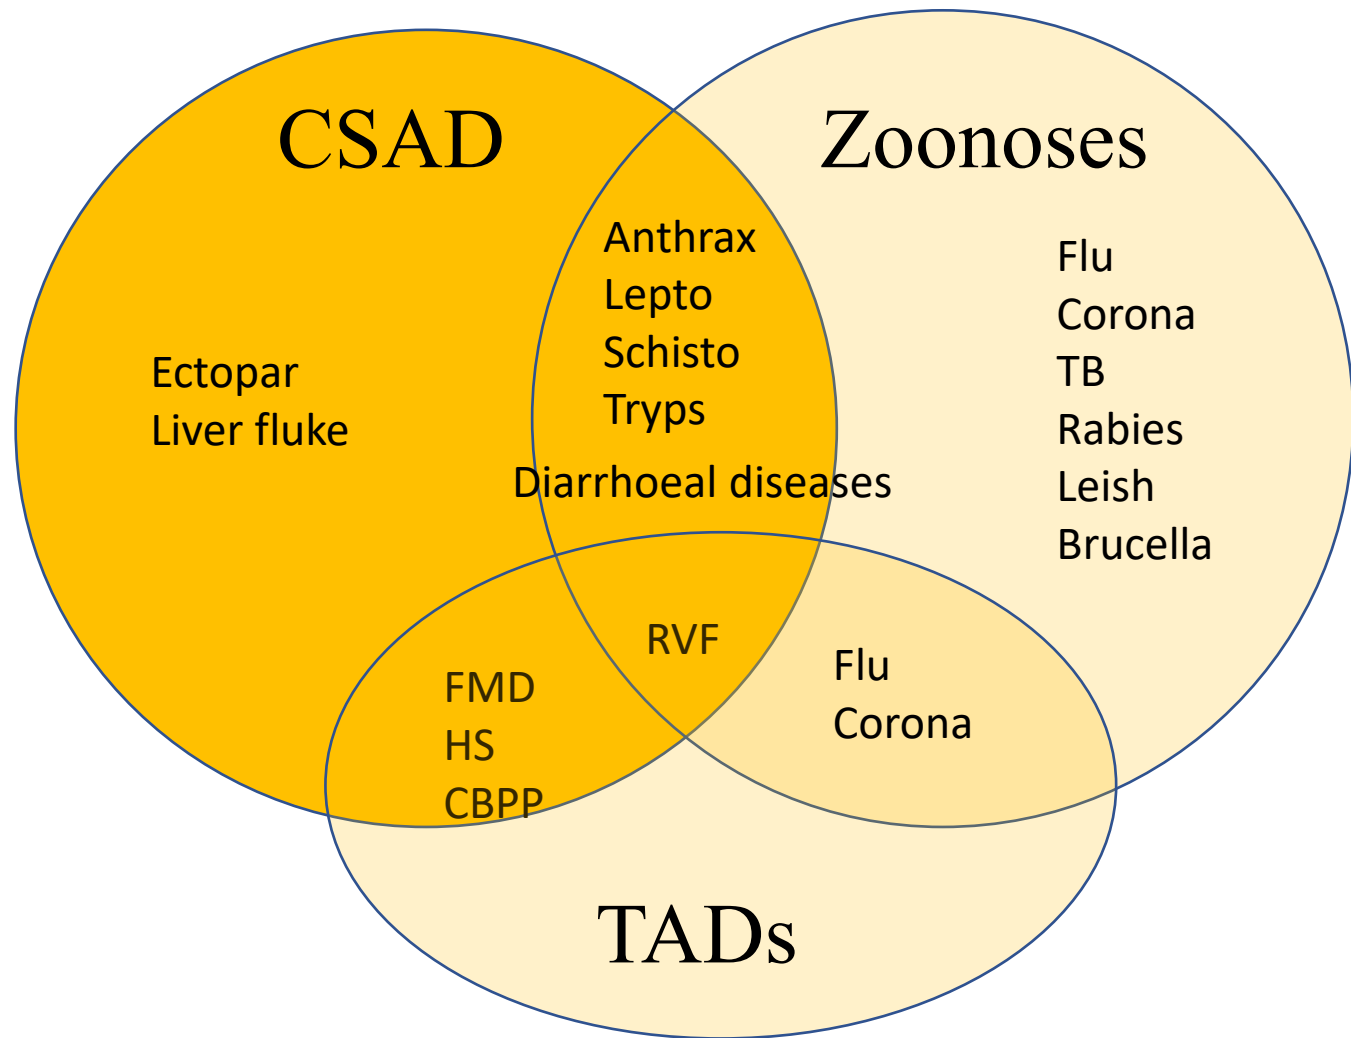 CSAD
Zoonoses
Anthrax
Lepto
Schisto
Tryps
Diarrhoeal diseases
Ectopar
Liver fluke
Flu
Corona
TB
Rabies
Leish
Brucella
RVF
FMD
HS
CBPP
Flu
Corona
TADs